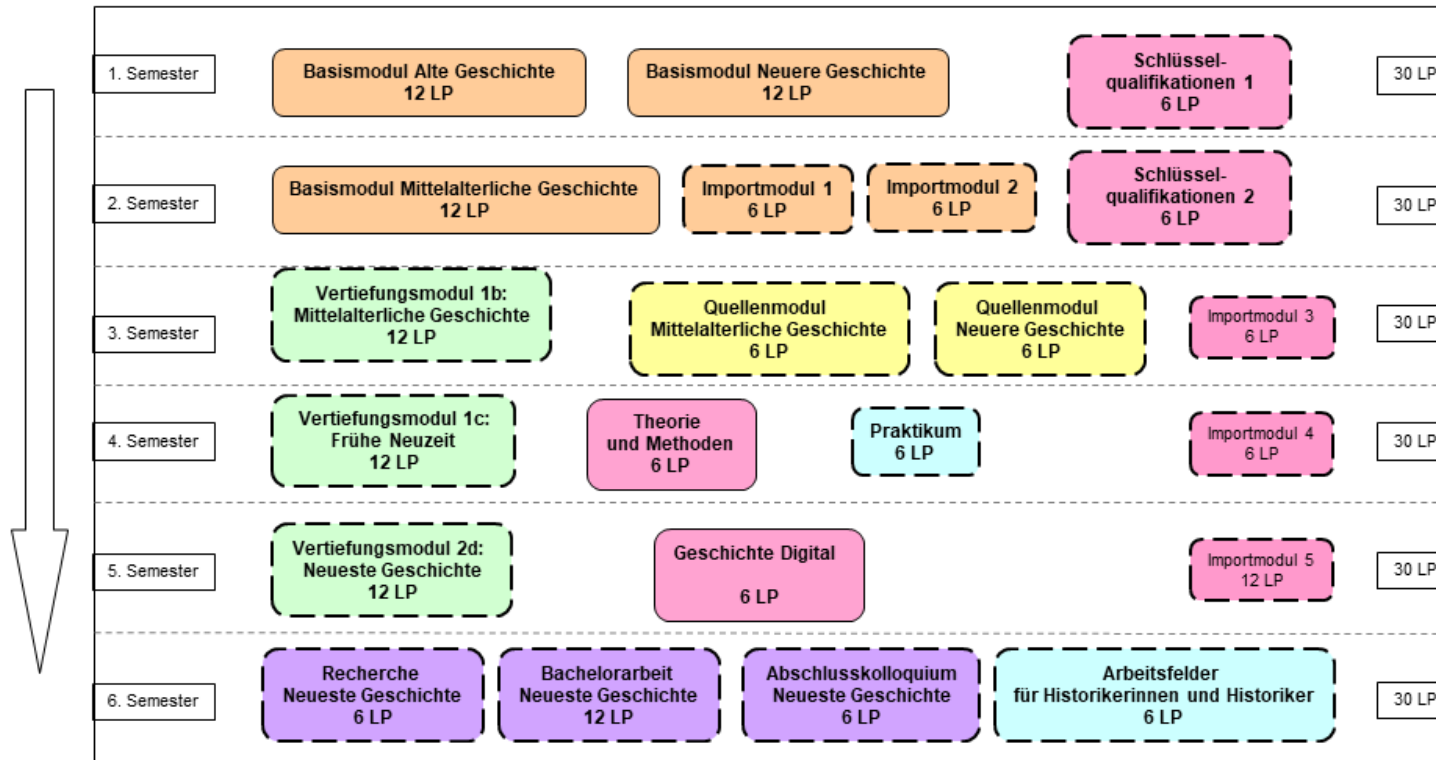 1. Semester
Basismodul Alte Geschichte
12 LP
Basismodul Neuere Geschichte
12 LP
Schlüssel-
qualifikationen 1
6 LP
30 LP
2. Semester
Basismodul Mittelalterliche Geschichte
12 LP
Importmodul 1
6 LP
Importmodul 2
6 LP
Schlüssel-
qualifikationen 2
6 LP
30 LP
3. Semester
Vertiefungsmodul 1b:
Mittelalterliche Geschichte
12 LP
Quellenmodul
Mittelalterliche Geschichte
6 LP
Quellenmodul
Neuere Geschichte
6 LP
Importmodul 3
6 LP
30 LP
4. Semester
Vertiefungsmodul 1c:
Frühe Neuzeit
12 LP
Theorie
und Methoden
6 LP
Praktikum
6 LP
Importmodul 4
6 LP
30 LP
5. Semester
Vertiefungsmodul 2d:
Neueste Geschichte
12 LP
Geschichte Digital
6 LP
Importmodul 5
12 LP
30 LP
6. Semester
Recherche
Neueste Geschichte
6 LP
Bachelorarbeit
Neueste Geschichte
12 LP
Abschlusskolloquium
Neueste Geschichte
6 LP
Arbeitsfelder
für Historikerinnen und Historiker
6 LP
30 LP